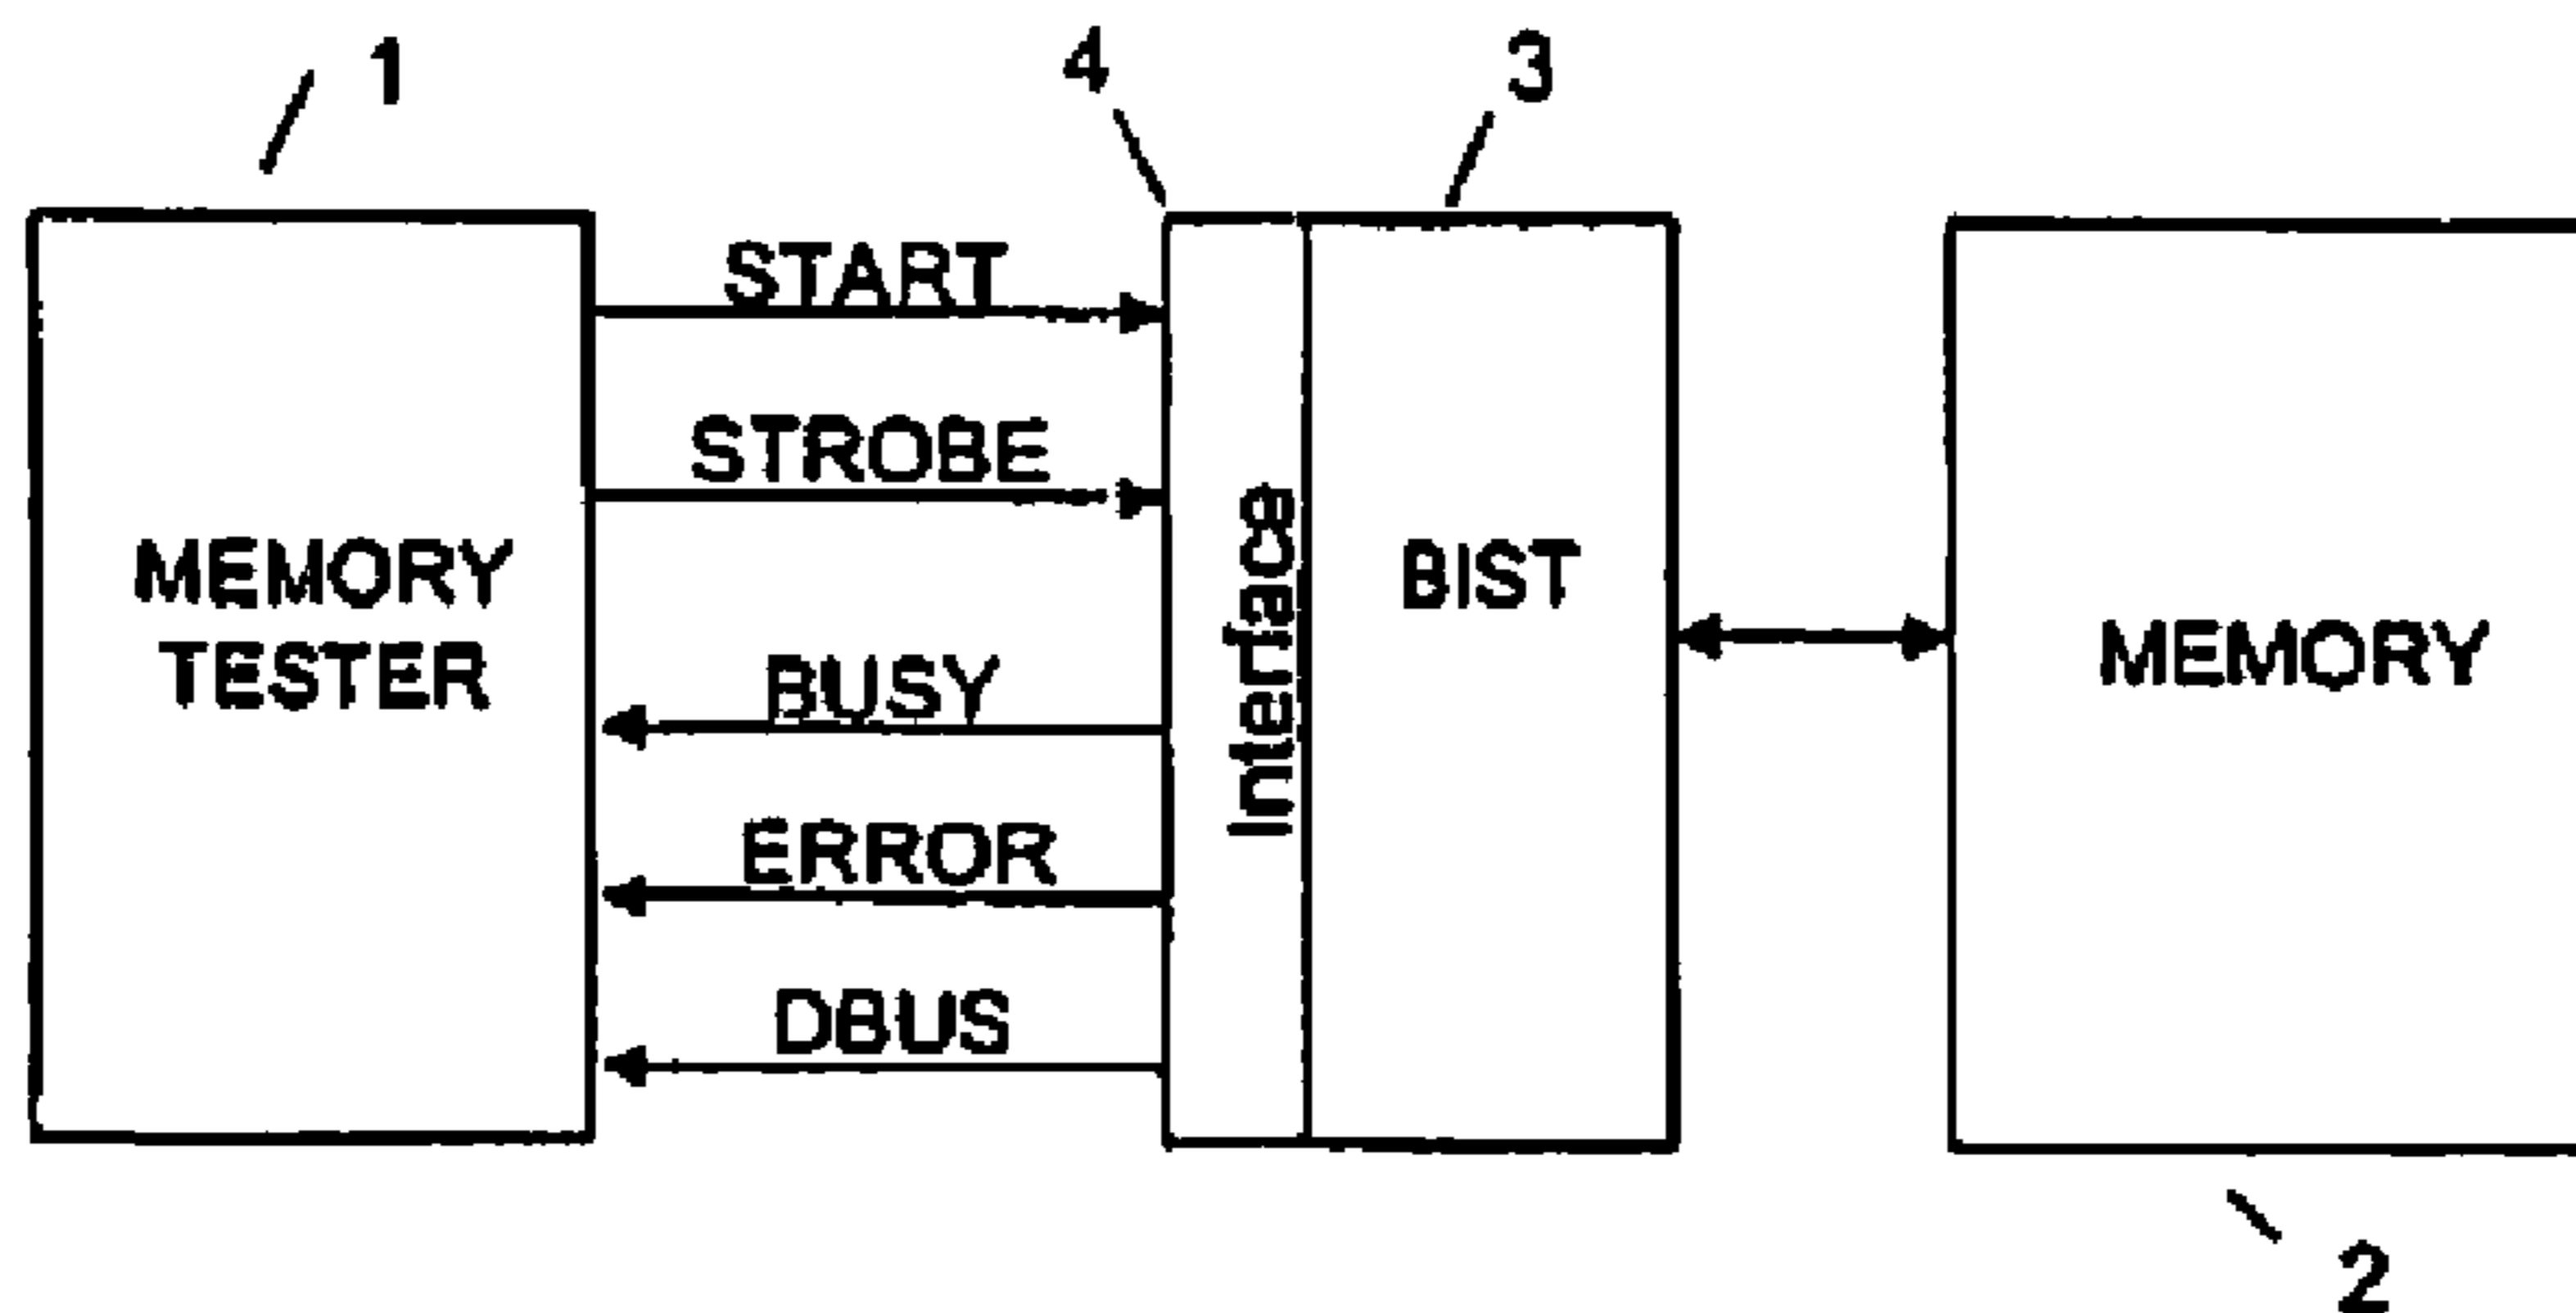 1
4
3
START
STROBE
MEMORY
TESTER
BUSY
ERROR
DBUS
Interface
BIST
MEMORY
2